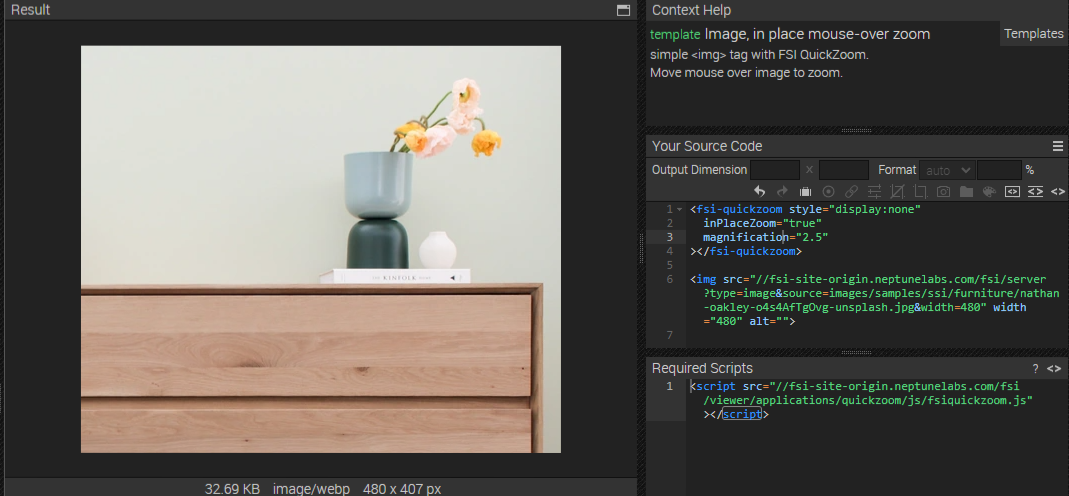 Result
KINFOLK
32.69 KB image/webp 480 x 407 px
Context Help
template Image, in place mouse-over zoom
Templates
simple <img> tag with FSI QuickZoom.
Move mouse over image to zoom.
Your Source Code
Output Dimension X Format auto %
1 <fsi-quickzoom style="display:none"
2 inPlaceZoom="true"
3 magnification="2.5"
4 ></fsi-quickzoom>
5
6 <img src="//fsi-site-origin.neptunelabs.com/fsi/server
?type=image&source=images/samples/ssi/furniture/nathan
-oakley-o4s4AfTgOvg-unsplash.jpg&width=480" width
="480" alt="">
7
Required Scripts ? <>
1 <script src="//fsi-site-origin.neptunelabs.com/fsi
/viewer/applications/quickzoom/js/fsiquickzoom.js"
></script>